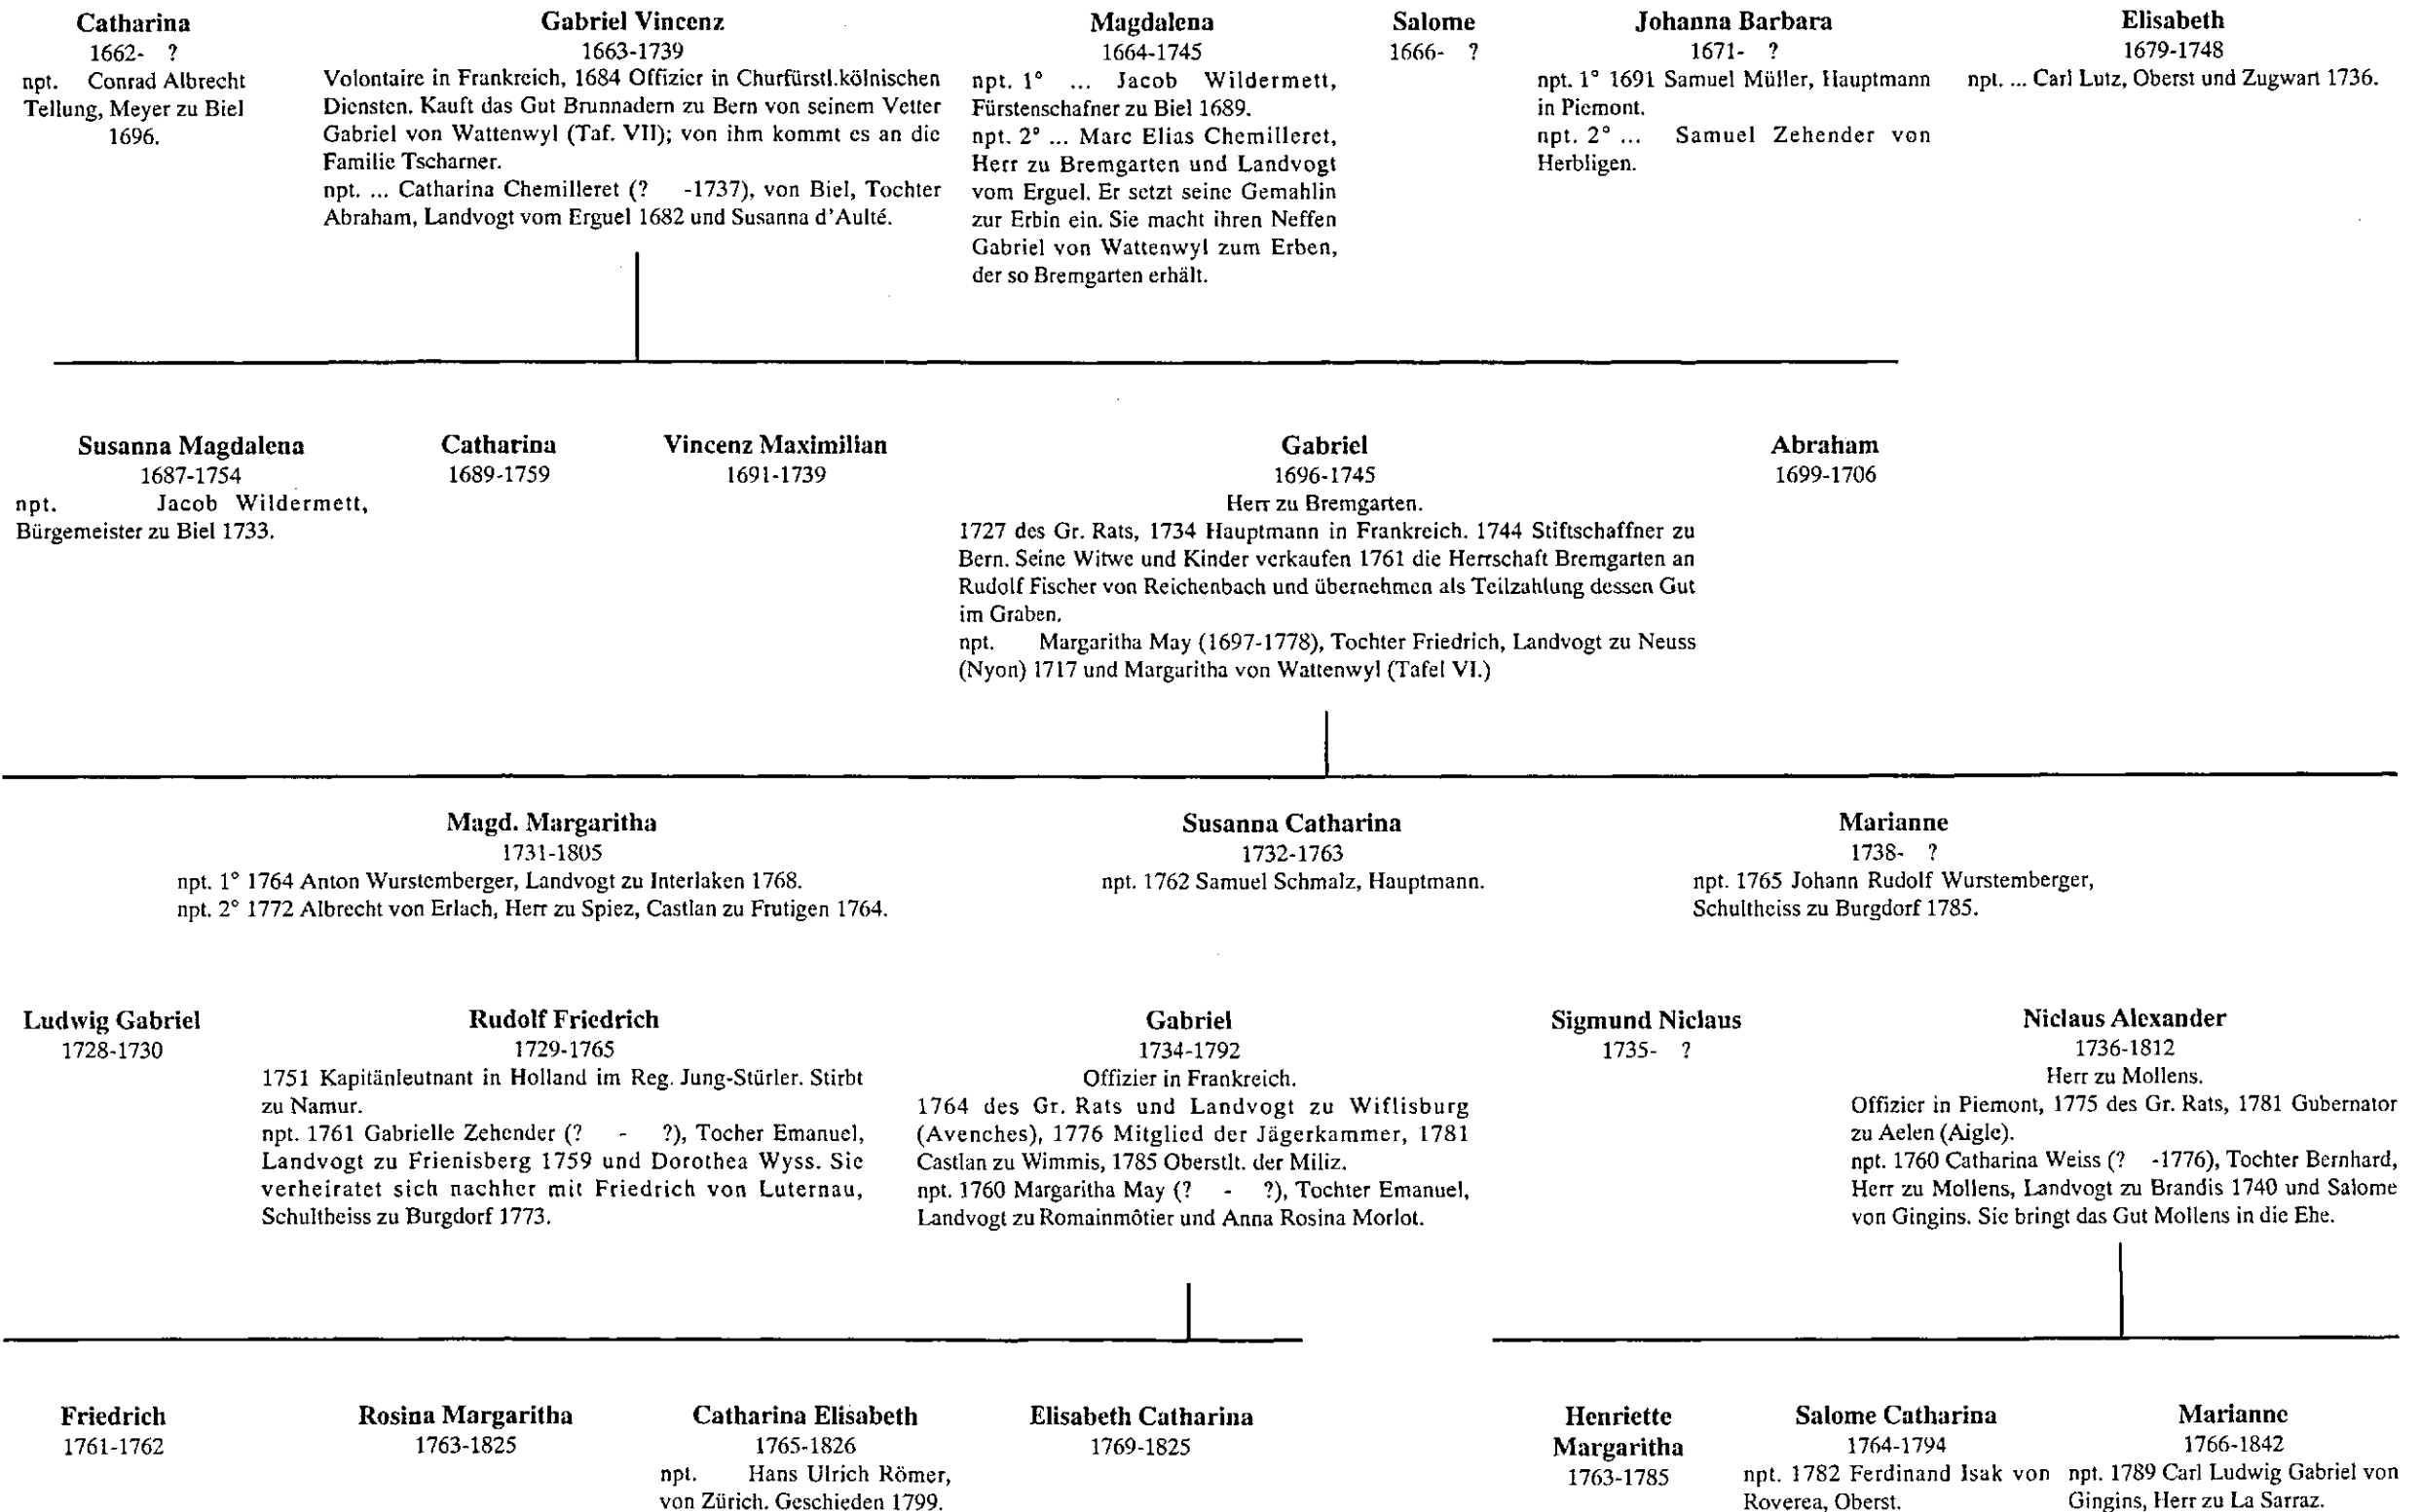 Catharina
1662- ?
npt. Conrad Albrecht
Tellung, Meyer zu Biel
1696.
Gabriel Vincenz
1663-1739
Volontaire in Frankreich, 1684 Offizier in Churfürstl.kölnischen
Diensten. Kauft das Gut Brunnadern zu Bern von seinem Vetter
Gabriel von Wattenwyl (Taf. VII); von ihm kommt es an die
Familie Tscharner.
npt. ... Catharina Chemilleret (? -1737), von Biel, Tochter
Abraham, Landvogt vom Erguel 1682 und Susanna d'Aulté.
Magdalena
1664-1745
npt. 1° ... Jacob Wildermett,
Fürstenschafner zu Biel 1689.
npt. 2° ... Marc Elias Chemilleret,
Herr zu Bremgarten und Landvogt
vom Erguel. Er setzt seine Gemahlin
zur Erbin ein. Sie macht ihren Neffen
Gabriel von Wattenwyl zum Erben,
der so Bremgarten erhält.
Salome
1666- ?
Johanna Barbara
1671- ?
npt. 1° 1691 Samuel Müller, Hauptmann
in Piemont.
npt. 2° ... Samuel Zehender von
Herbligen.
Elisabeth
1679-1748
npt. ... Carl Lutz, Oberst und Zugwart 1736.
Susanna Magdalena
1687-1754
npt. Jacob Wildermett,
Bürgemeister zu Biel 1733.
Catharina
1689-1759
Vincenz Maximilian
1691-1739
Gabriel
1696-1745
Herr zu Bremgarten.
1727 des Gr. Rats, 1734 Hauptmann in Frankreich. 1744 Stiftschaffner zu
Bern. Seine Witwe und Kinder verkaufen 1761 die Herrschaft Bremgarten an
Rudolf Fischer von Reichenbach und übernehmen als Teilzahlung dessen Gut
im Graben.
npt. Margaritha May (1697-1778), Tochter Friedrich, Landvogt zu Neuss
(Nyon) 1717 und Margaritha von Wattenwyl (Tafel VI.)
Abraham
1699-1706
Magd. Margaritha
1731-1805
npt. 1° 1764 Anton Wurstemberger, Landvogt zu Interlaken 1768.
npt. 2° 1772 Albrecht von Erlach, Herr zu Spiez, Castlan zu Frutigen 1764.
Susanna Catharina
1732-1763
npt. 1762 Samuel Schmalz, Hauptmann.
Marianne
1738- ?
npt. 1765 Johann Rudolf Wurstemberger,
Schultheiss zu Burgdorf 1785.
Ludwig Gabriel
1728-1730
Rudolf Friedrich
1729-1765
1751 Kapitänleutnant in Holland im Reg. Jung-Stürler. Stirbt
zu Namur.
npt. 1761 Gabrielle Zehender (? - ?), Tocher Emanuel,
Landvogt zu Frienisberg 1759 und Dorothea Wyss. Sie
verheiratet sich nachher mit Friedrich von Luternau,
Schultheiss zu Burgdorf 1773.
Gabriel
1734-1792
Offizier in Frankreich.
1764 des Gr. Rats und Landvogt zu Wiflisburg
(Avenches), 1776 Mitglied der Jägerkammer, 1781
Castlan zu Wimmis, 1785 Oberstlt. der Miliz.
npt. 1760 Margaritha May (? - ?), Tochter Emanuel,
Landvogt zu Romainmôtier und Anna Rosina Morlot.
Sigmund Niclaus
1735- ?
Niclaus Alexander
1736-1812
Herr zu Mollens.
Offizier in Piemont, 1775 des Gr. Rats, 1781 Gubernator
zu Aelen (Aigle).
npt. 1760 Catharina Weiss (? -1776), Tochter Bernhard,
Herr zu Mollens, Landvogt zu Brandis 1740 und Salome
von Gingins. Sie bringt das Gut Mollens in die Ehe.
Friedrich
1761-1762
Rosina Margaritha
1763-1825
Catharina Elisabeth
1765-1826
npt. Hans Ulrich Römer,
von Zürich. Geschieden 1799.
Elisabeth Catharina
1769-1825
Henriette
Margaritha
1763-1785
Salome Catharina
1764-1794
npt. 1782 Ferdinand Isak von
Roverea, Oberst.
Marianne
1766-1842
npt. 1789 Carl Ludwig Gabriel von
Gingins, Herr zu La Sarraz.